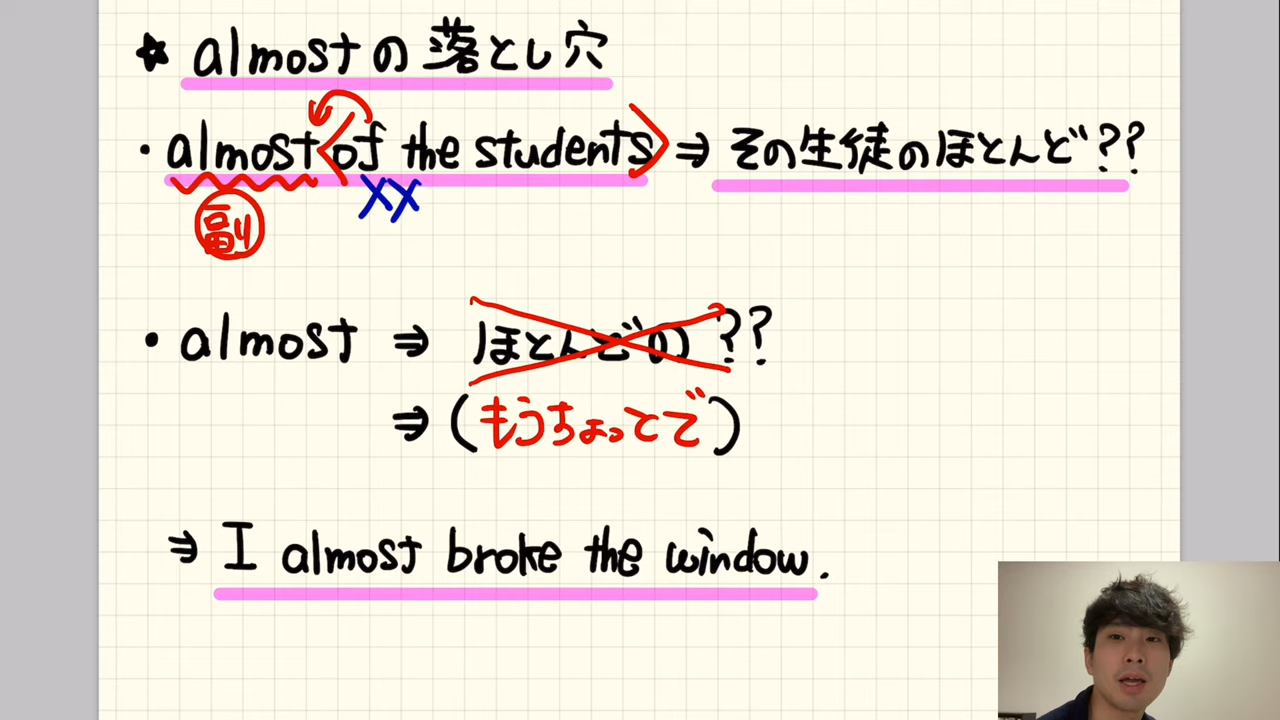 ★ almostの落とし穴
・almost <of the students> ⇒ その生徒のほとんど??
××
副
・almost ⇒ ほとんどの??
⇒ (もうちょっとで)
⇒ I almost broke the window.